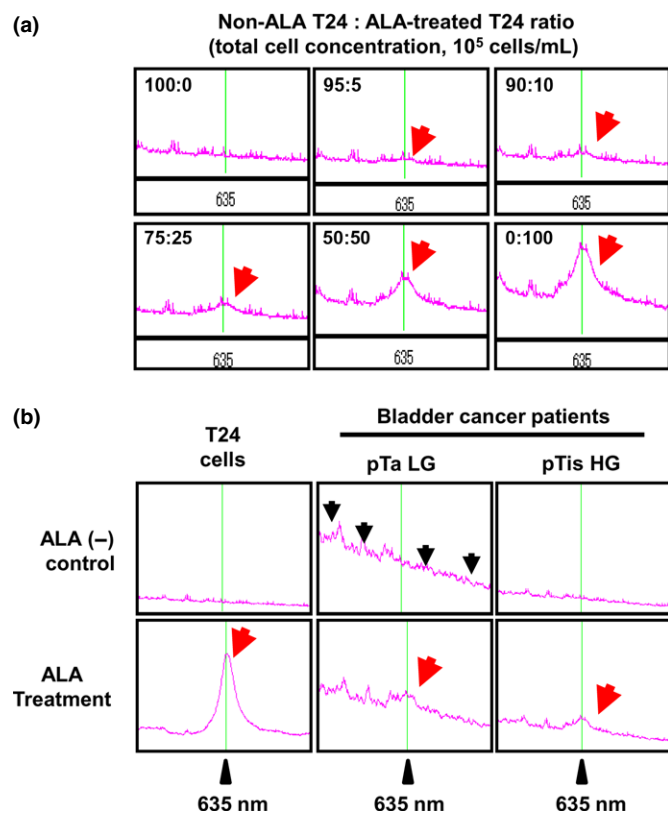 (a)
Non-ALA T24 : ALA-treated T24 ratio
(total cell concentration, 10⁵ cells/mL)
100:0
95:5
90:10
635
635
635
75:25
50:50
0:100
635
635
635
(b)
Bladder cancer patients
T24
cells
pTa LG
pTis HG
ALA (–)
control
ALA
Treatment
635 nm
635 nm
635 nm